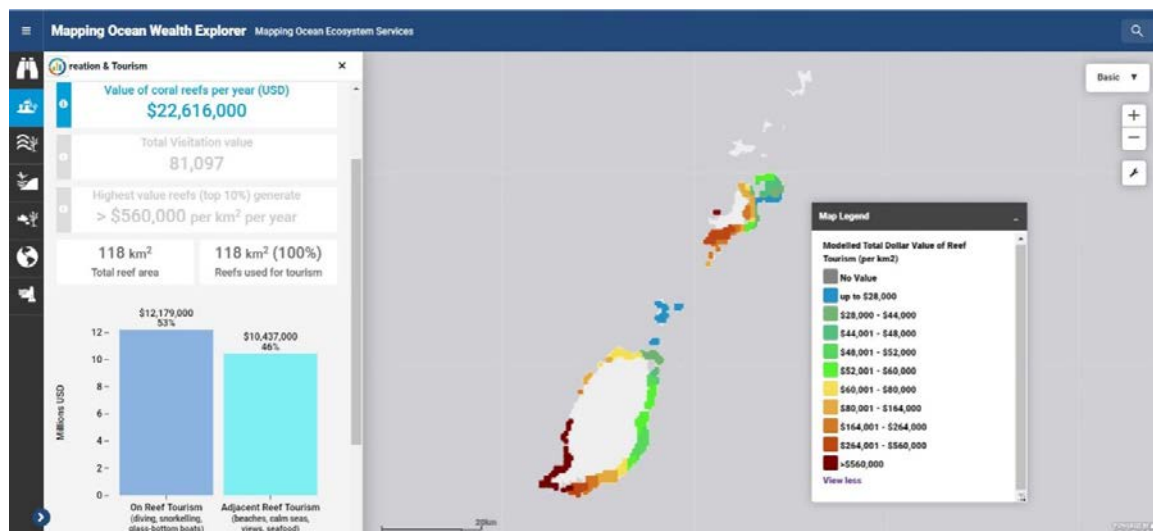 Mapping Ocean Wealth Explorer Mapping Ocean Ecosystem Services
reation & Tourism
×
Basic ▼
Value of coral reefs per year (USD)
$22,616,000
Total Visitation value
81,097
Highest value reefs (top 10%) generate
> $560,000 per km² per year
118 km²
Total reef area
118 km² (100%)
Reefs used for tourism
$12,179,000
53%
$10,437,000
46%
Millions USD
12
10
8
6
4
2
0
On Reef Tourism
(diving, snorkelling,
glass-bottom boats)
Adjacent Reef Tourism
(beaches, calm seas,
views, seafood)
Map Legend
Modelled Total Dollar Value of Reef
Tourism (per km2)
No Value
up to $28,000
$28,000 - $44,000
$44,001 - $48,000
$48,001 - $52,000
$52,001 - $60,000
$60,001 - $80,000
$80,001 - $164,000
$164,001 - $264,000
$264,001 - $560,000
>$560,000
View less
20km